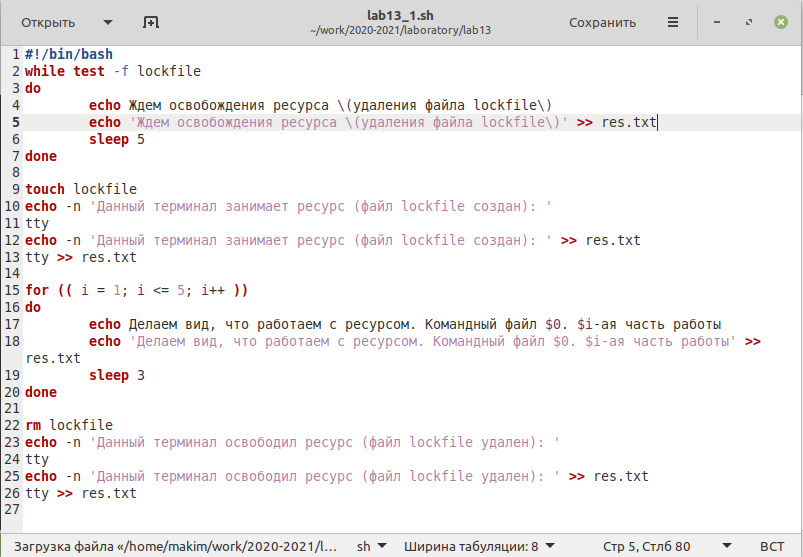 Открыть
lab13_1.sh
~/work/2020-2021/laboratory/lab13
Сохранить
1 #!/bin/bash
2 while test -f lockfile
3 do
4         echo Ждем освобождения ресурса \(удаления файла lockfile\)
5         echo 'Ждем освобождения ресурса \(удаления файла lockfile\)' >> res.txt
6         sleep 5
7 done
8
9 touch lockfile
10 echo -n 'Данный терминал занимает ресурс (файл lockfile создан): '
11 tty
12 echo -n 'Данный терминал занимает ресурс (файл lockfile создан): ' >> res.txt
13 tty >> res.txt
14
15 for (( i = 1; i <= 5; i++ ))
16 do
17         echo Делаем вид, что работаем с ресурсом. Командный файл $0. $i-ая часть работы
18         echo 'Делаем вид, что работаем с ресурсом. Командный файл $0. $i-ая часть работы' >>
res.txt
19         sleep 3
20 done
21
22 rm lockfile
23 echo -n 'Данный терминал освободил ресурс (файл lockfile удален): '
24 tty
25 echo -n 'Данный терминал освободил ресурс (файл lockfile удален): ' >> res.txt
26 tty >> res.txt
27
Загрузка файла «/home/makim/work/2020-2021/l… sh Ширина табуляции: 8 Стр 5, Стлб 80 ВСТ